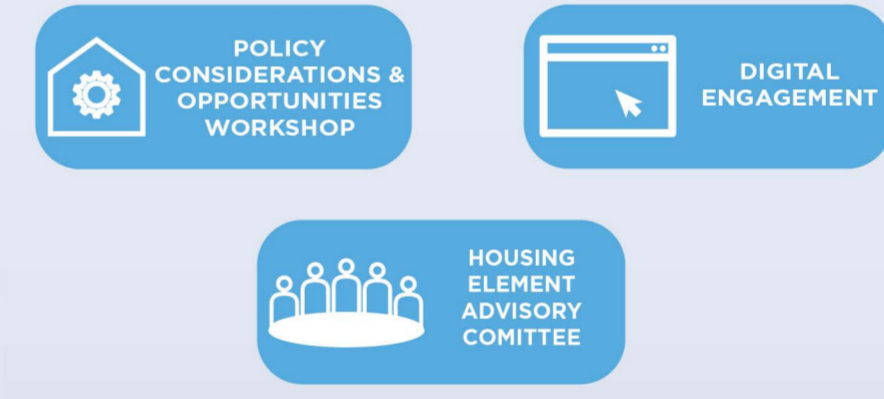 POLICY
CONSIDERATIONS &
OPPORTUNITIES
WORKSHOP
DIGITAL
ENGAGEMENT
HOUSING
ELEMENT
ADVISORY
COMITTEE